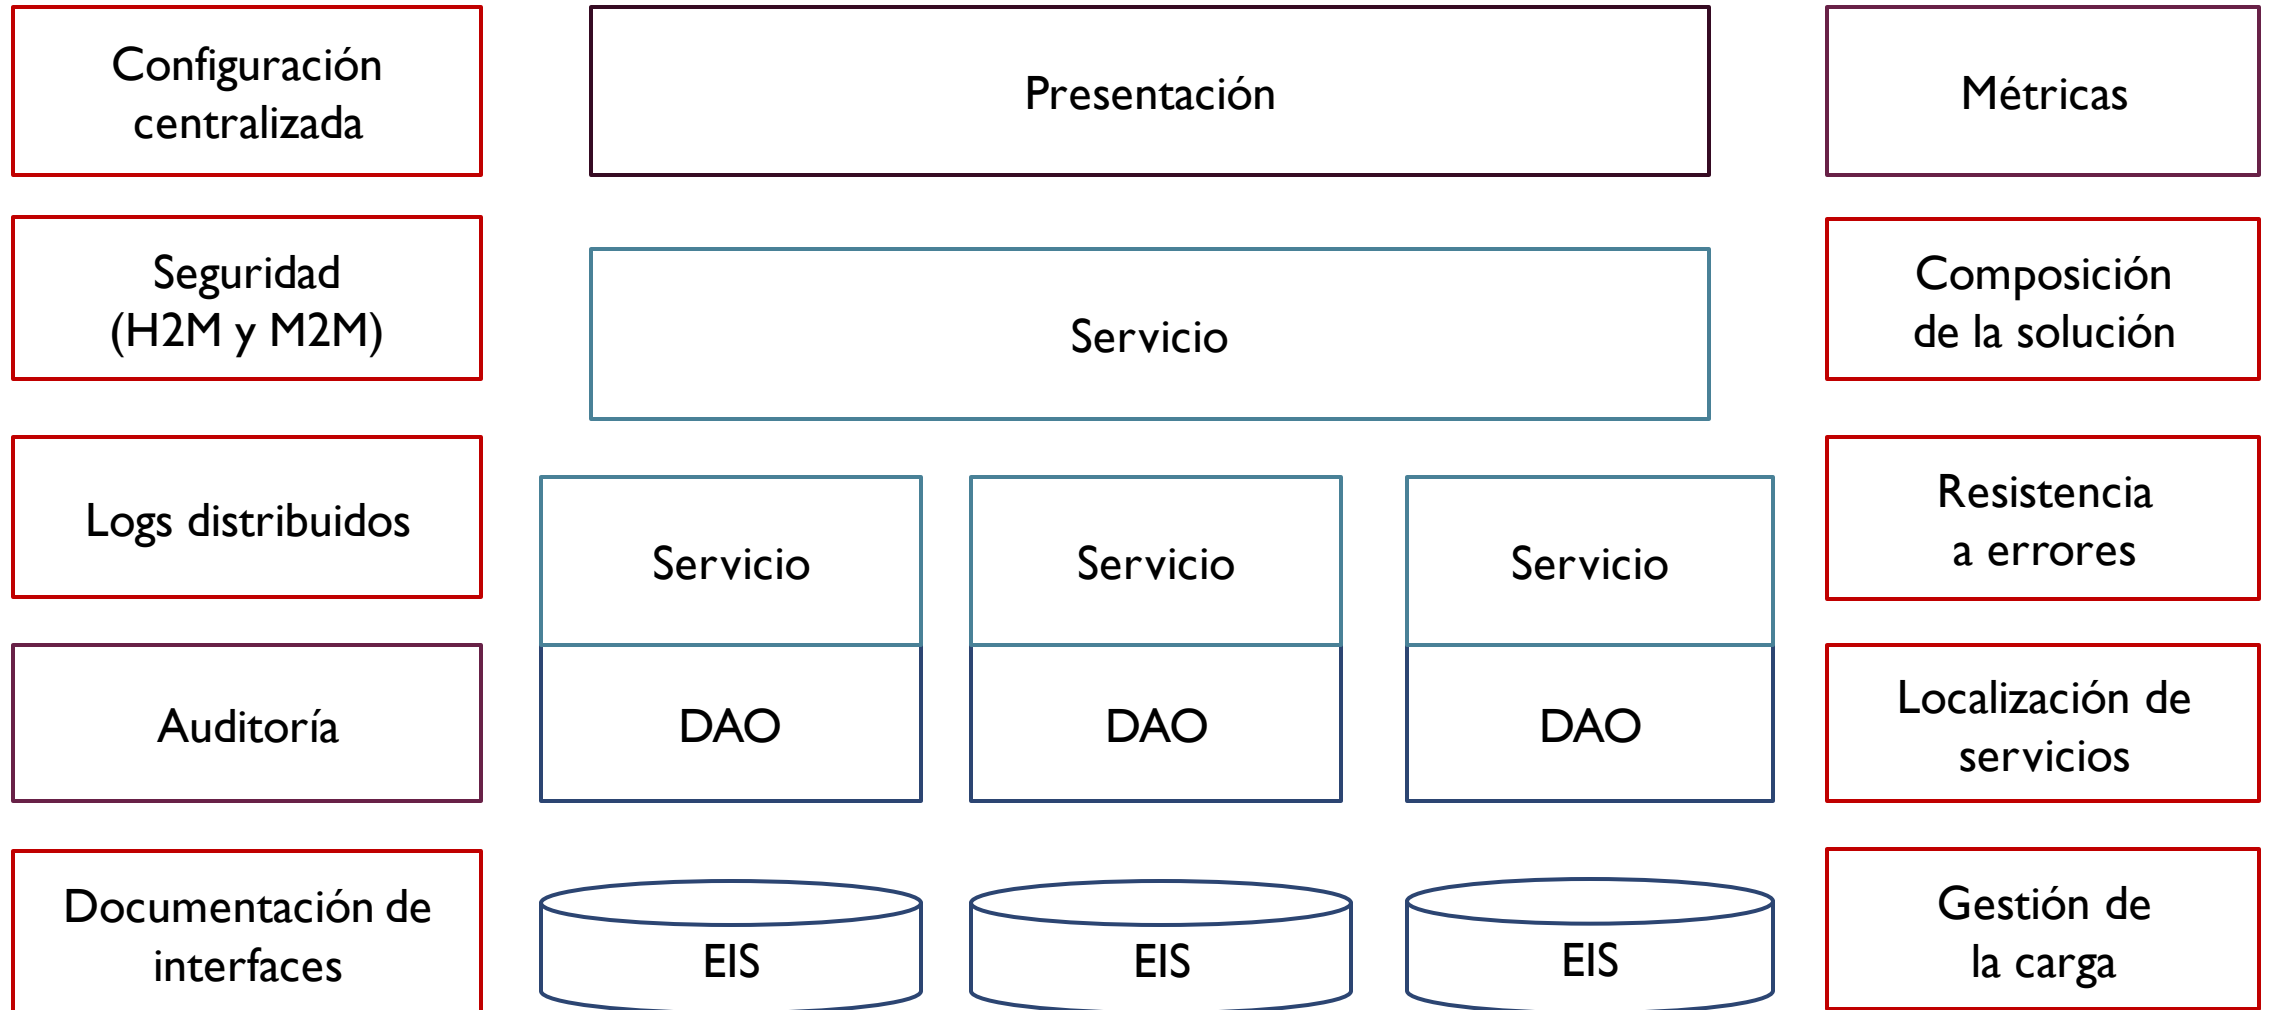 Configuración
centralizada
Presentación
Métricas
Seguridad
(H2M y M2M)
Servicio
Composición
de la solución
Logs distribuidos
Servicio
Servicio
Servicio
Resistencia
a errores
Auditoría
DAO
DAO
DAO
Localización de
servicios
Documentación de
interfaces
EIS
EIS
EIS
Gestión de
la carga